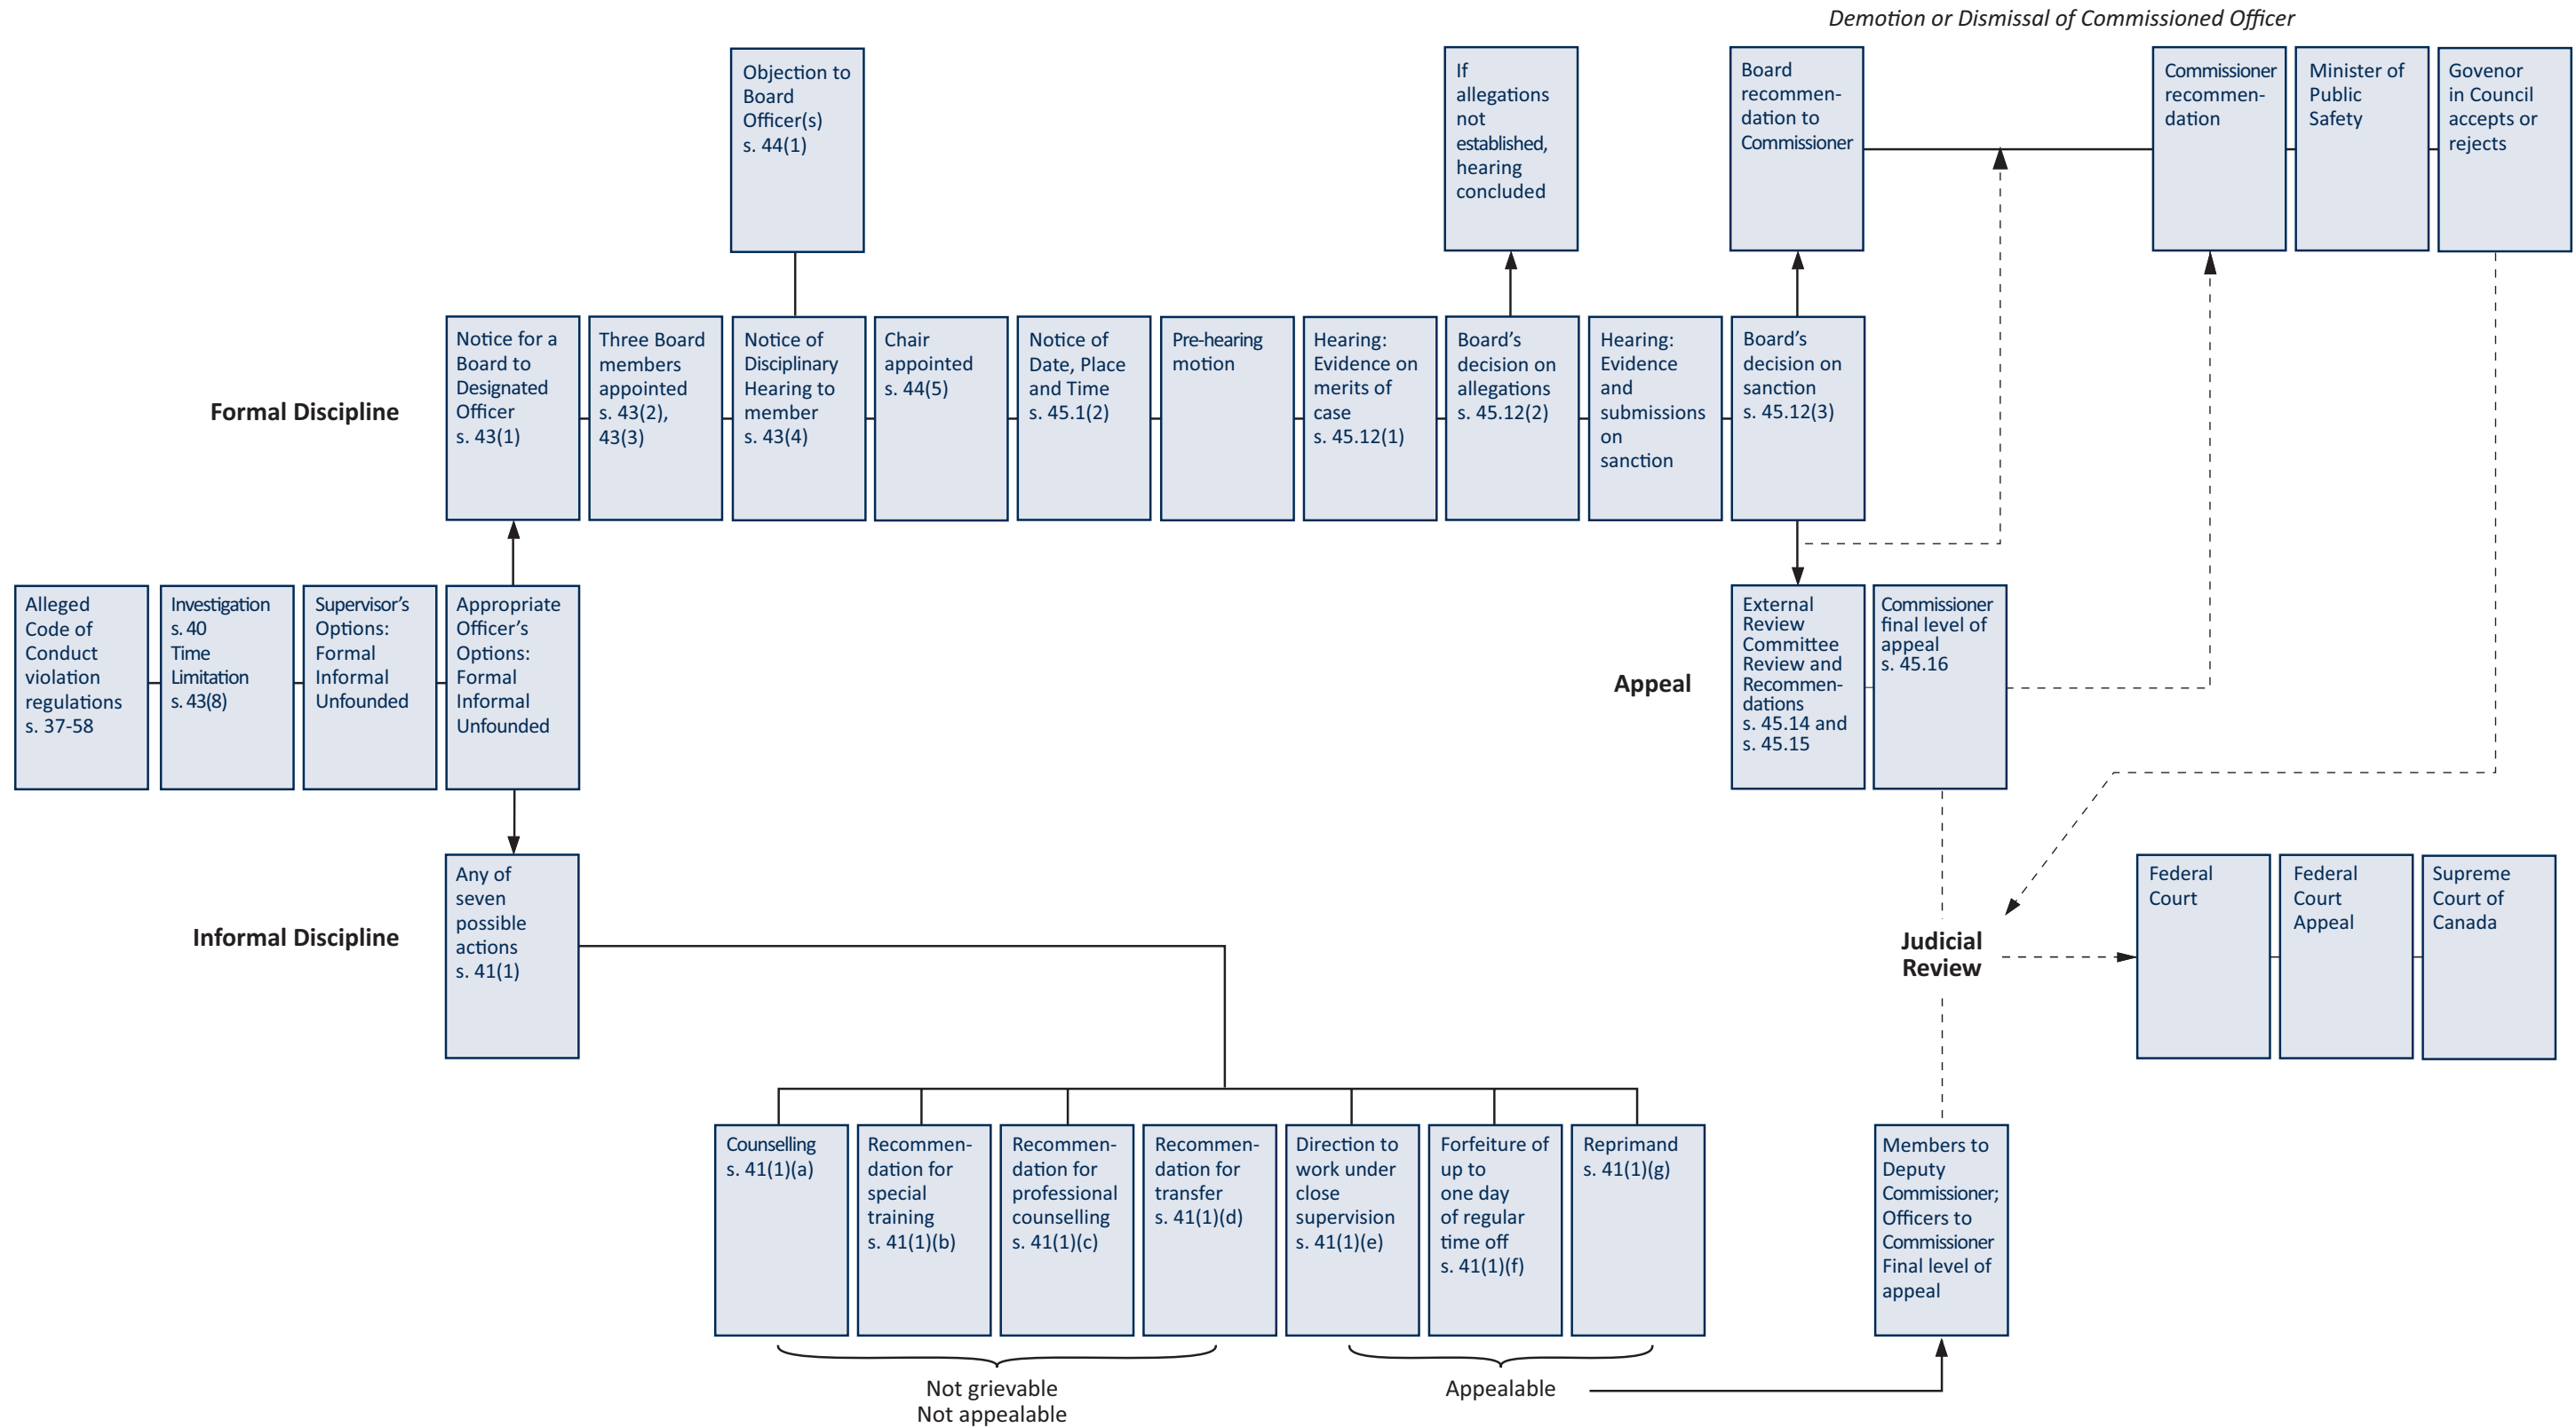 Demotion or Dismissal of Commissioned Officer
Objection to
Board
Officer(s)
s. 44(1)
If
allegations
not
established,
hearing
concluded
Board
recommen-
dation to
Commissioner
Commissioner
recommen-
dation
Minister of
Public
Safety
Govenor
in Council
accepts or
rejects
Formal Discipline
Notice for a
Board to
Designated
Officer
s. 43(1)
Three Board
members
appointed
s. 43(2),
43(3)
Notice of
Disciplinary
Hearing to
member
s. 43(4)
Chair
appointed
s. 44(5)
Notice of
Date, Place
and Time
s. 45.1(2)
Pre-hearing
motion
Hearing:
Evidence on
merits of
case
s. 45.12(1)
Board’s
decision on
allegations
s. 45.12(2)
Hearing:
Evidence
and
submissions
on
sanction
Board’s
decision on
sanction
s. 45.12(3)
Alleged
Code of
Conduct
violation
regulations
s. 37-58
Investigation
s. 40
Time
Limitation
s. 43(8)
Supervisor’s
Options:
Formal
Informal
Unfounded
Appropriate
Officer’s
Options:
Formal
Informal
Unfounded
Appeal
External
Review
Committee
Review and
Recommen-
dations
s. 45.14 and
s. 45.15
Commissioner
final level of
appeal
s. 45.16
Informal Discipline
Any of
seven
possible
actions
s. 41(1)
Judicial
Review
Federal
Court
Federal
Court
Appeal
Supreme
Court of
Canada
Counselling
s. 41(1)(a)
Recommen-
dation for
special
training
s. 41(1)(b)
Recommen-
dation for
professional
counselling
s. 41(1)(c)
Recommen-
dation for
transfer
s. 41(1)(d)
Direction to
work under
close
supervision
s. 41(1)(e)
Forfeiture of
up to
one day
of regular
time off
s. 41(1)(f)
Reprimand
s. 41(1)(g)
Members to
Deputy
Commissioner;
Officers to
Commissioner
Final level of
appeal
Not grievable
Not appealable
Appealable